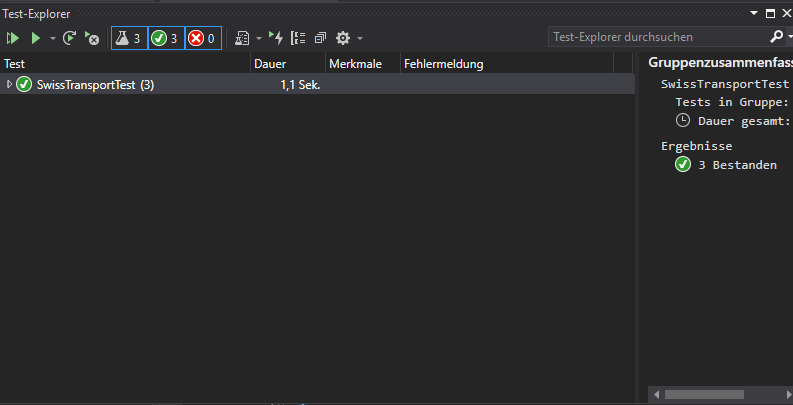 Test-Explorer
3 3 0
Test-Explorer durchsuchen
Test Dauer Merkmale Fehlermeldung
SwissTransportTest (3) 1,1 Sek.
Gruppenzusammenfass
SwissTransportTest
Tests in Gruppe:
Dauer gesamt:
Ergebnisse
3 Bestanden